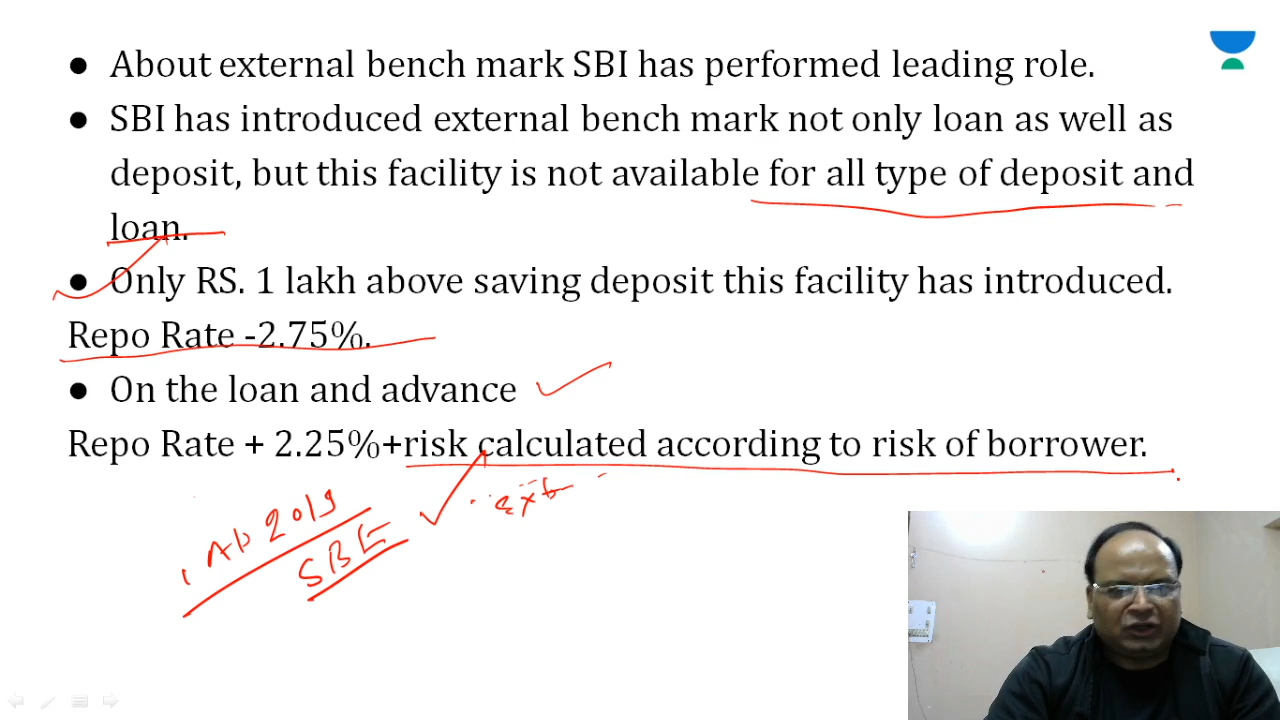 ● About external bench mark SBI has performed leading role.
● SBI has introduced external bench mark not only loan as well as
deposit, but this facility is not available for all type of deposit and
loan.
● Only RS. 1 lakh above saving deposit this facility has introduced.
Repo Rate -2.75%.
● On the loan and advance
Repo Rate + 2.25%+risk calculated according to risk of borrower.
2019